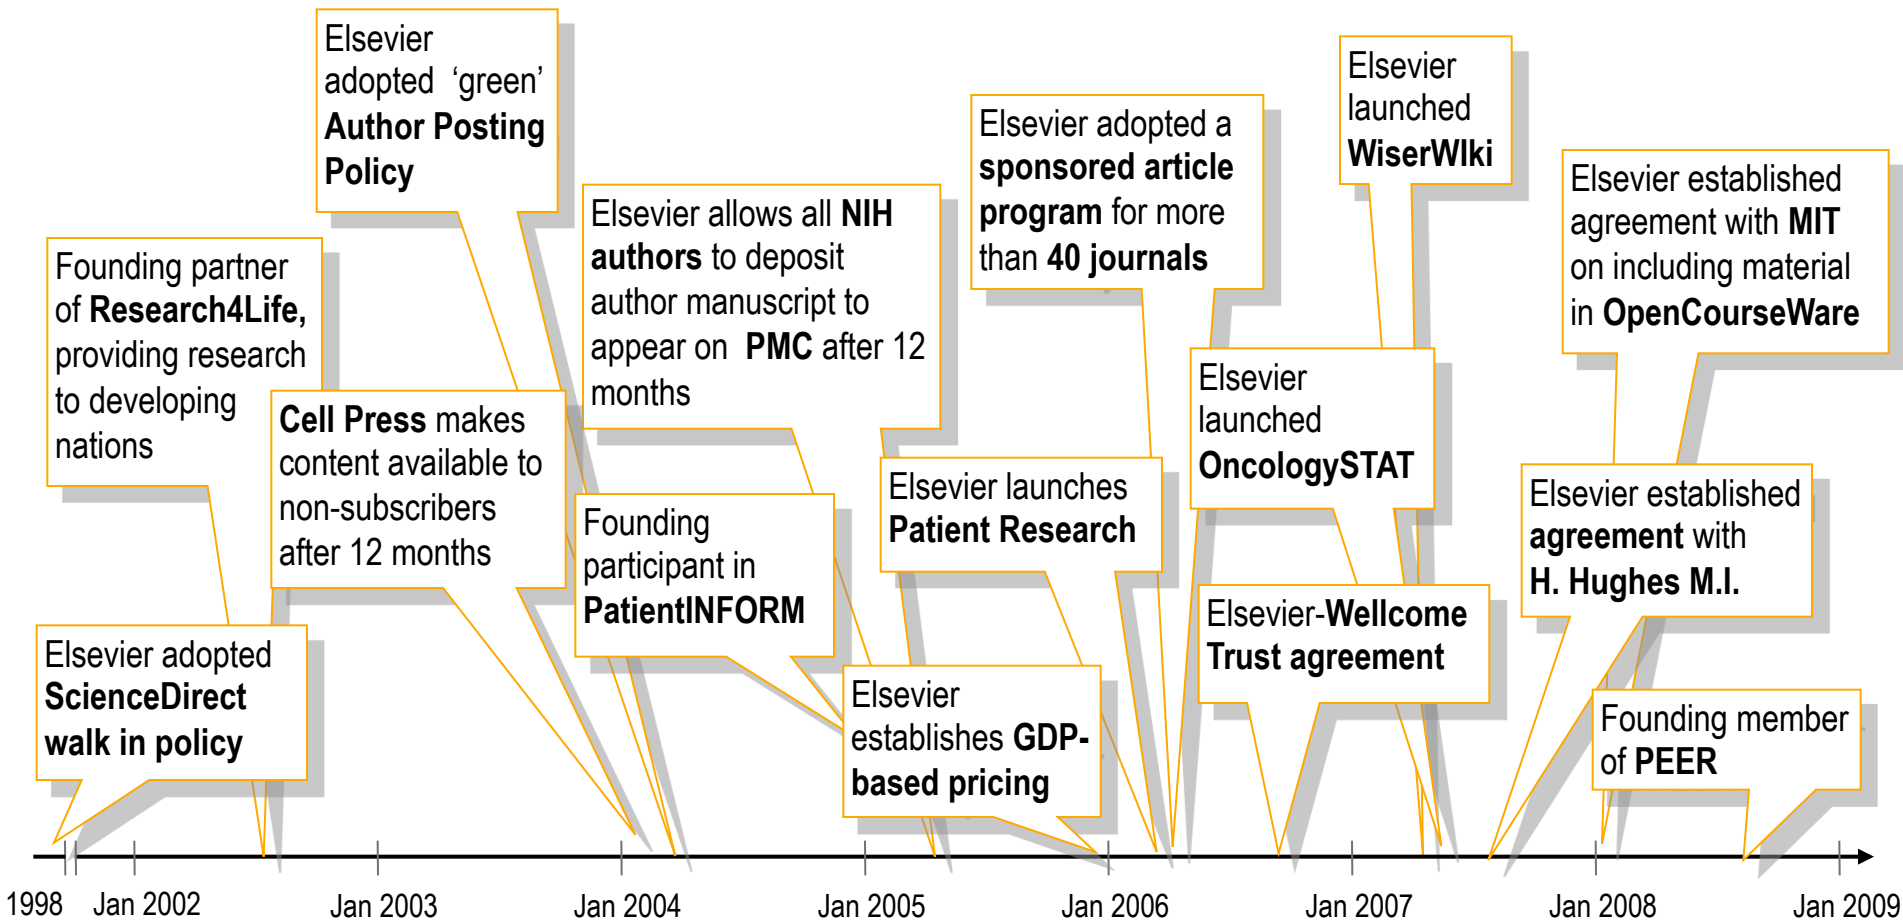 Elsevier
adopted ‘green’
Author Posting
Policy
Elsevier
launched
WiserWIki
Elsevier adopted a
sponsored article
program for more
than 40 journals
Elsevier established
agreement with MIT
on including material
in OpenCourseWare
Elsevier allows all NIH
authors to deposit
author manuscript to
appear on PMC after 12
months
Founding partner
of Research4Life,
providing research
to developing
nations
Elsevier
launched
OncologySTAT
Cell Press makes
content available to
non-subscribers
after 12 months
Elsevier launches
Patient Research
Elsevier established
agreement with
H. Hughes M.I.
Founding
participant in
PatientINFORM
Elsevier-Wellcome
Trust agreement
Elsevier adopted
ScienceDirect
walk in policy
Elsevier
establishes GDP-
based pricing
Founding member
of PEER
1998 Jan 2002 Jan 2003 Jan 2004 Jan 2005 Jan 2006 Jan 2007 Jan 2008 Jan 2009